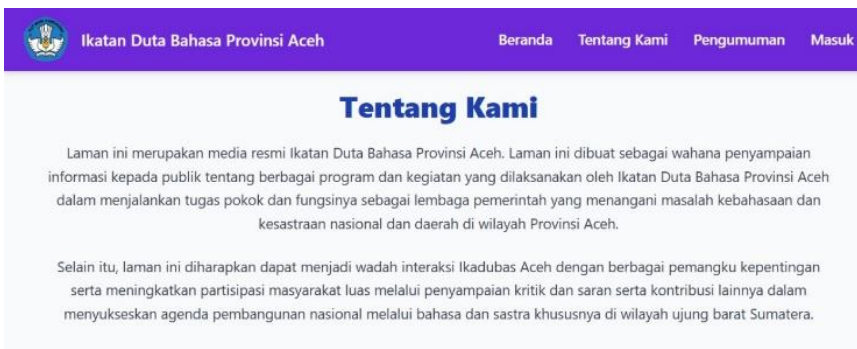 Ikatan Duta Bahasa Provinsi Aceh
Beranda Tentang Kami Pengumuman Masuk
Tentang Kami
Laman ini merupakan media resmi Ikatan Duta Bahasa Provinsi Aceh. Laman ini dibuat sebagai wahana penyampaian
informasi kepada publik tentang berbagai program dan kegiatan yang dilaksanakan oleh Ikatan Duta Bahasa Provinsi Aceh
dalam menjalankan tugas pokok dan fungsinya sebagai lembaga pemerintah yang menangani masalah kebahasaan dan
kesastraan nasional dan daerah di wilayah Provinsi Aceh.
Selain itu, laman ini diharapkan dapat menjadi wadah interaksi Ikadubas Aceh dengan berbagai pemangku kepentingan
serta meningkatkan partisipasi masyarakat luas melalui penyampaian kritik dan saran serta kontribusi lainnya dalam
menyukseskan agenda pembangunan nasional melalui bahasa dan sastra khususnya di wilayah ujung barat Sumatera.